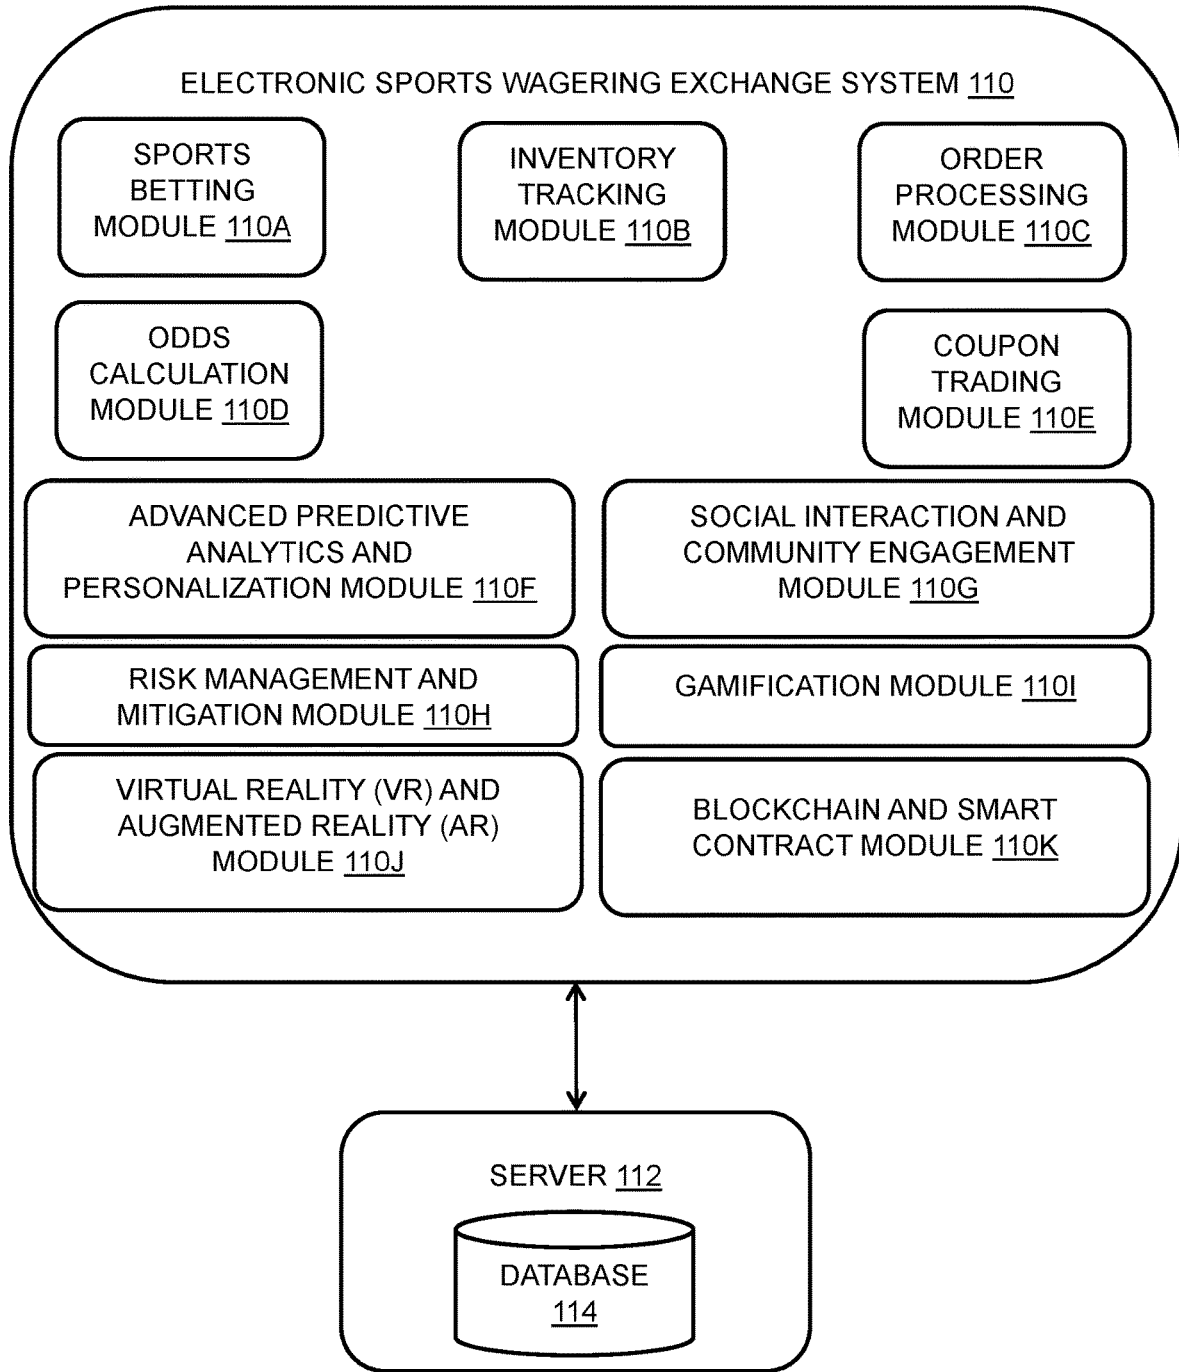 ELECTRONIC SPORTS WAGERING EXCHANGE SYSTEM 110
SPORTS
BETTING
MODULE 110A
INVENTORY
TRACKING
MODULE 110B
ORDER
PROCESSING
MODULE 110C
ODDS
CALCULATION
MODULE 110D
COUPON
TRADING
MODULE 110E
ADVANCED PREDICTIVE
ANALYTICS AND
PERSONALIZATION MODULE 110F
SOCIAL INTERACTION AND
COMMUNITY ENGAGEMENT
MODULE 110G
RISK MANAGEMENT AND
MITIGATION MODULE 110H
GAMIFICATION MODULE 110I
VIRTUAL REALITY (VR) AND
AUGMENTED REALITY (AR)
MODULE 110J
BLOCKCHAIN AND SMART
CONTRACT MODULE 110K
SERVER 112
DATABASE
114